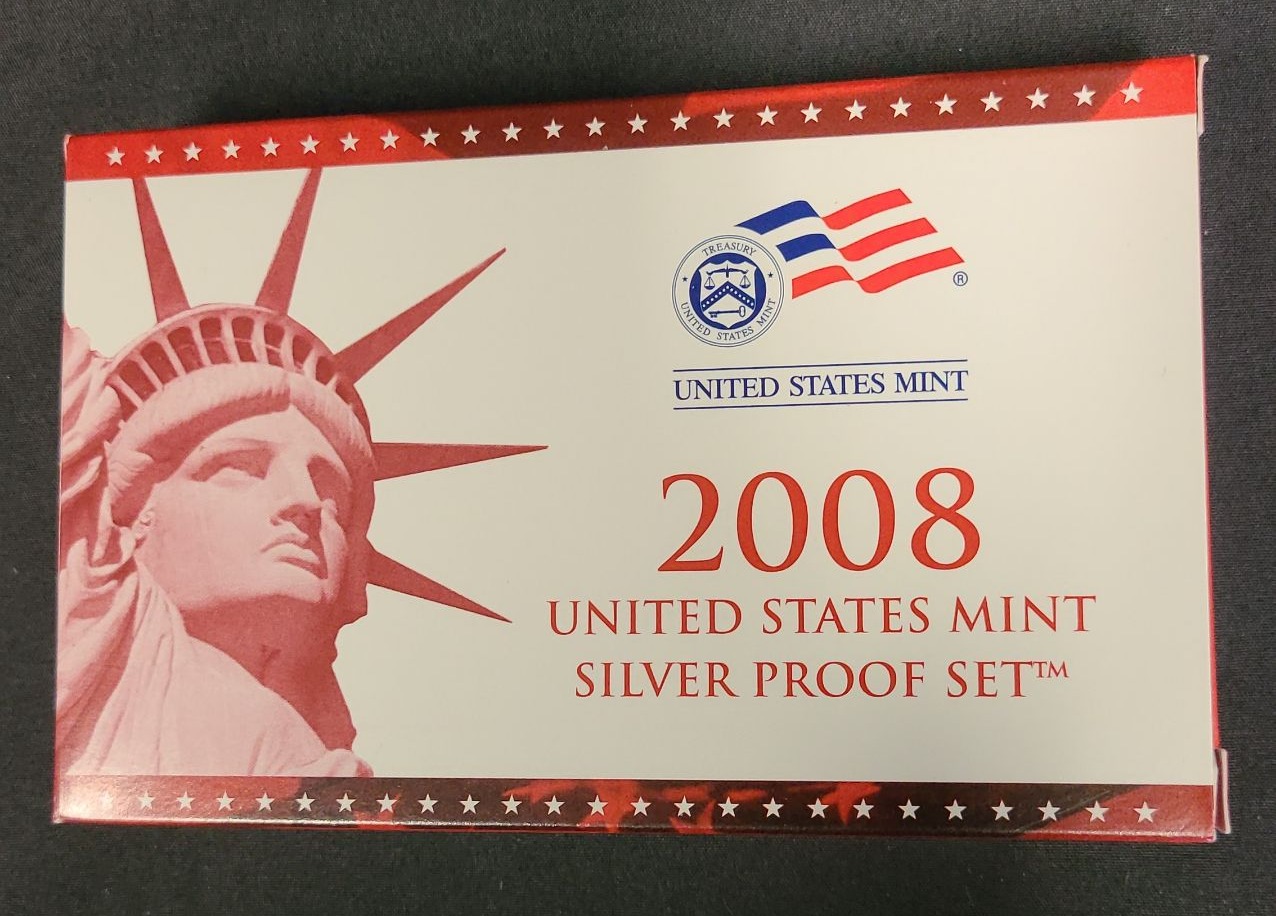 TREASURY
UNITED STATES MINT
®
UNITED STATES MINT
2008
UNITED STATES MINT
SILVER PROOF SET™